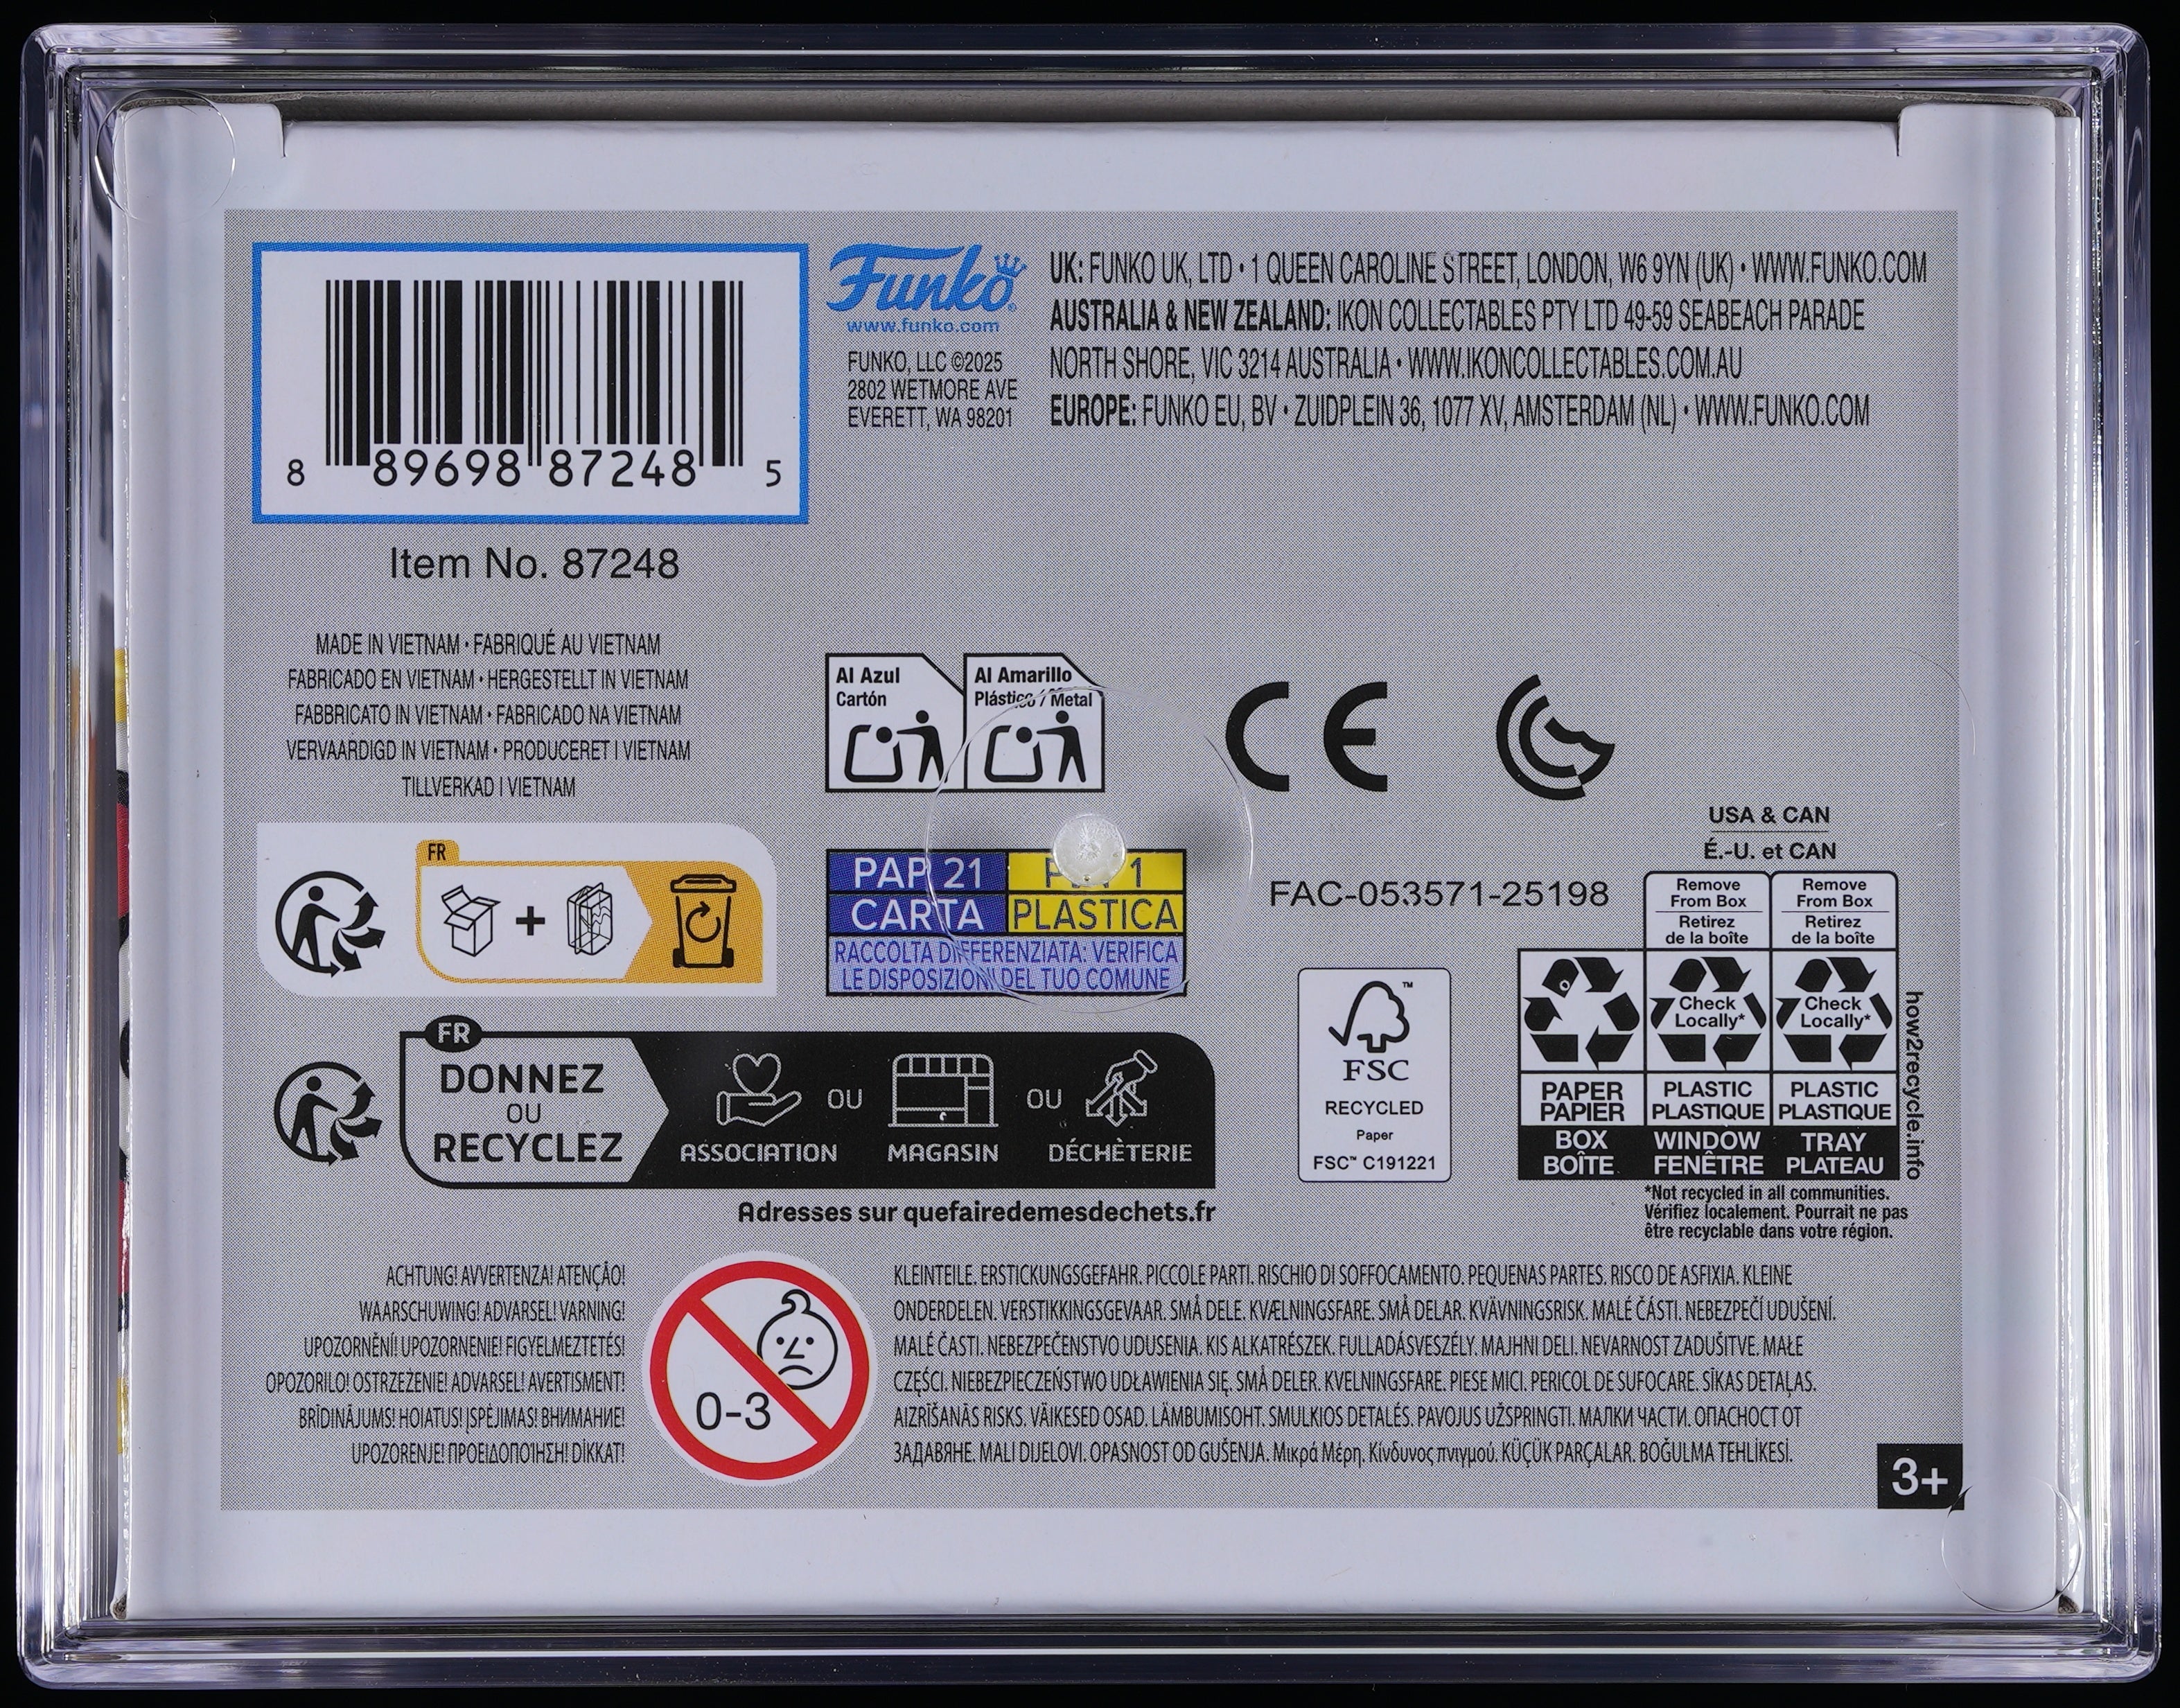 8 89698 87248 5
Item No. 87248
Funko
www.funko.com
FUNKO, LLC ©2025
2802 WETMORE AVE
EVERETT, WA 98201
UK: FUNKO UK, LTD • 1 QUEEN CAROLINE STREET, LONDON, W6 9YN (UK) • WWW.FUNKO.COM
AUSTRALIA & NEW ZEALAND: IKON COLLECTABLES PTY LTD 49-59 SEABEACH PARADE
NORTH SHORE, VIC 3214 AUSTRALIA • WWW.IKONCOLLECTABLES.COM.AU
EUROPE: FUNKO EU, BV • ZUIDPLEIN 36, 1077 XV, AMSTERDAM (NL) • WWW.FUNKO.COM
MADE IN VIETNAM • FABRIQUÉ AU VIETNAM
FABRICADO EN VIETNAM • HERGESTELLT IN VIETNAM
FABBRICATO IN VIETNAM • FABRICADO NA VIETNAM
VERVAARDIGD IN VIETNAM • PRODUCERET I VIETNAM
TILLVERKAD I VIETNAM
Al Azul
Cartón
Al Amarillo
Plástico / Metal
CE
FR
PAP 21
CARTA
1
PLASTICA
RACCOLTA DIFFERENZIATA: VERIFICA
LE DISPOSIZIONI DEL TUO COMUNE
FAC-053571-25198
USA & CAN
É.-U. et CAN
Remove
From Box
Retirez
de la boîte
Remove
From Box
Retirez
de la boîte
Check
Locally*
Check
Locally*
PAPER
PAPIER
BOX
BOÎTE
PLASTIC
PLASTIQUE
WINDOW
FENÊTRE
PLASTIC
PLASTIQUE
TRAY
PLATEAU
how2recycle.info
*Not recycled in all communities.
Vérifiez localement. Pourrait ne pas
être recyclable dans votre région.
™
FSC
RECYCLED
Paper
FSC™ C191221
FR
DONNEZ
OU
RECYCLEZ
ASSOCIATION
OU
MAGASIN
OU
DÉCHÈTERIE
Adresses sur quefairedemesdechets.fr
ACHTUNG! AVVERTENZA! ATENÇÃO!
WAARSCHUWING! ADVARSEL! VARNING!
UPOZORNĚNÍ! UPOZORNENIE! FIGYELMEZTETÉS!
OPOZORILO! OSTRZEŻENIE! ADVARSEL! AVERTISMENT!
BRĪDINĀJUMS! HOIATUS! ĮSPĖJIMAS! ВНИМАНИЕ!
UPOZORENJE! ΠΡΟΕΙΔΟΠΟΙΗΣΗ! DİKKAT!
0-3
KLEINTEILE. ERSTICKUNGSGEFAHR. PICCOLE PARTI. RISCHIO DI SOFFOCAMENTO. PEQUENAS PARTES. RISCO DE ASFIXIA. KLEINE
ONDERDELEN. VERSTIKKINGSGEVAAR. SMÅ DELE. KVÆLNINGSFARE. SMÅ DELAR. KVÄVNINGSRISK. MALÉ ČÁSTI. NEBEZPEČÍ UDUŠENÍ.
MALÉ ČASTI. NEBEZPEČENSTVO UDUSENIA. KIS ALKATRÉSZEK. FULLADÁSVESZÉLY. MAJHNI DELI. NEVARNOST ZADUŠITVE. MAŁE
CZĘŚCI. NIEBEZPIECZEŃSTWO UDŁAWIENIA SIĘ. SMÅ DELER. KVELNINGSFARE. PIESE MICI. PERICOL DE SUFOCARE. SĪKAS DETAĻAS.
AIZRĪŠANĀS RISKS. VÄIKESED OSAD. LÄMBUMISOHT. SMULKIOS DETALĖS. PAVOJUS UŽSPRINGTI. МАЛКИ ЧАСТИ. ОПАСНОСТ ОТ
ЗАДАВЯНЕ. MALI DIJELOVI. OPASNOST OD GUŠENJA. Μικρά Μέρη. Κίνδυνος πνιγμού. KÜÇÜK PARÇALAR. BOĞULMA TEHLİKESİ.
3+